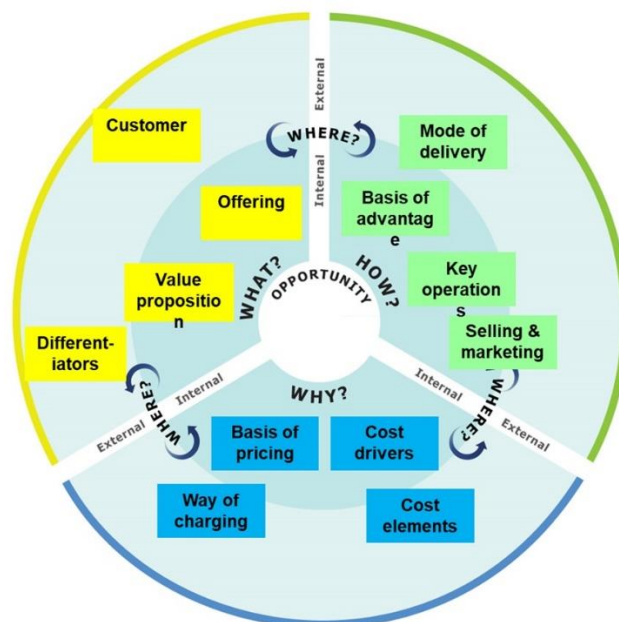 External
Internal
WHERE?
Customer
Offering
Value
propositio
n
Different-
iators
WHAT?
OPPORTUNITY
HOW?
Mode of
delivery
Basis of
advantag
e
Key
operation
s
Selling &
marketing
WHERE?
External
Internal
WHY?
Internal
External
WHERE?
Basis of
pricing
Cost
drivers
Way of
charging
Cost
elements